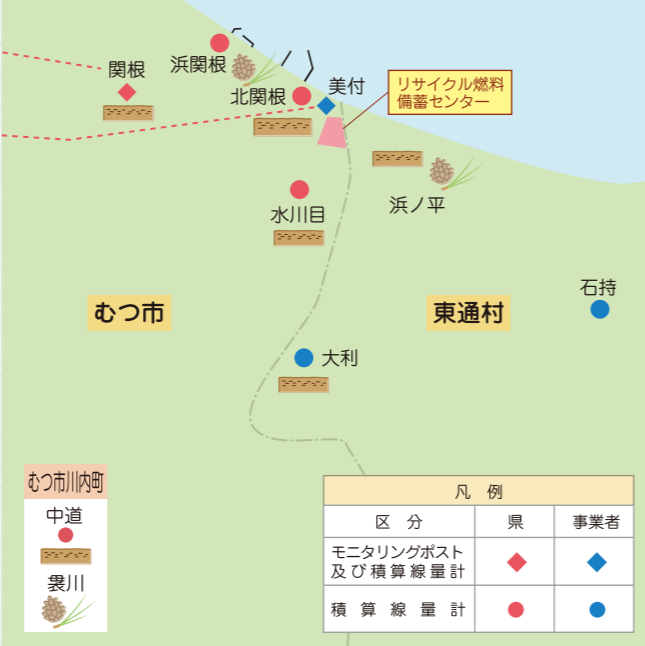 関根
浜関根
北関根
美付
リサイクル燃料
備蓄センター
水川目
浜ノ平
むつ市
東通村
石持
大利
むつ市川内町
中道
袰川
凡 例
区 分
県
事業者
モニタリングポスト
及び積算線量計
積算線量計